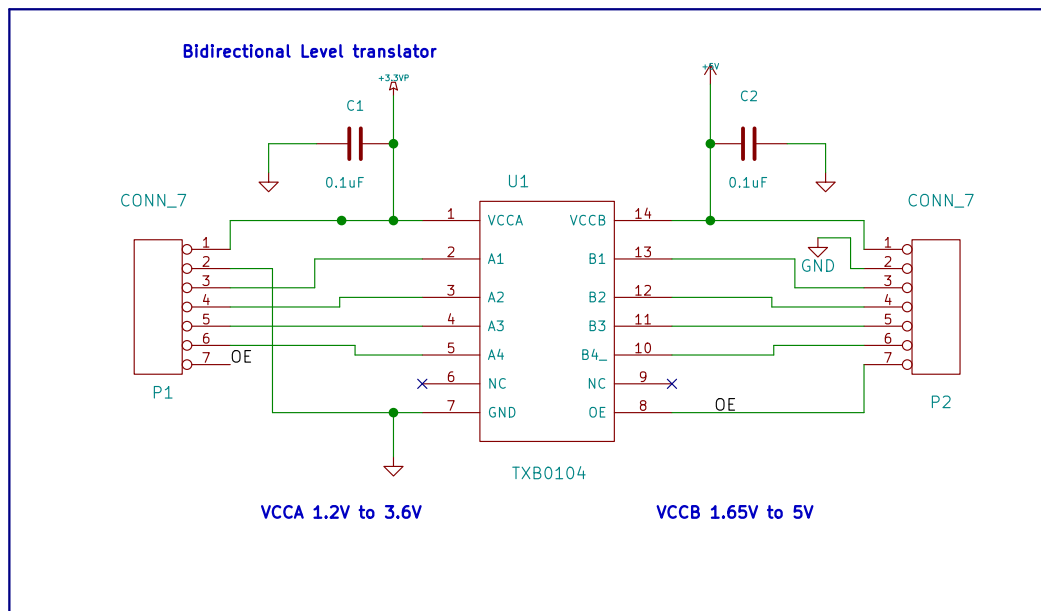 Bidirectional Level translator
+3.3VP
+5V
C1
C2
0.1uF
0.1uF
U1
CONN_7
CONN_7
1 VCCA VCCB 14
2 A1 B1 13
3 A2 B2 12
4 A3 B3 11
5 A4 B4_ 10
6 NC NC 9
7 GND OE 8
1
2
3
4
5
6
7
OE
P1
GND
1
2
3
4
5
6
7
OE
P2
TXB0104
VCCA 1.2V to 3.6V
VCCB 1.65V to 5V